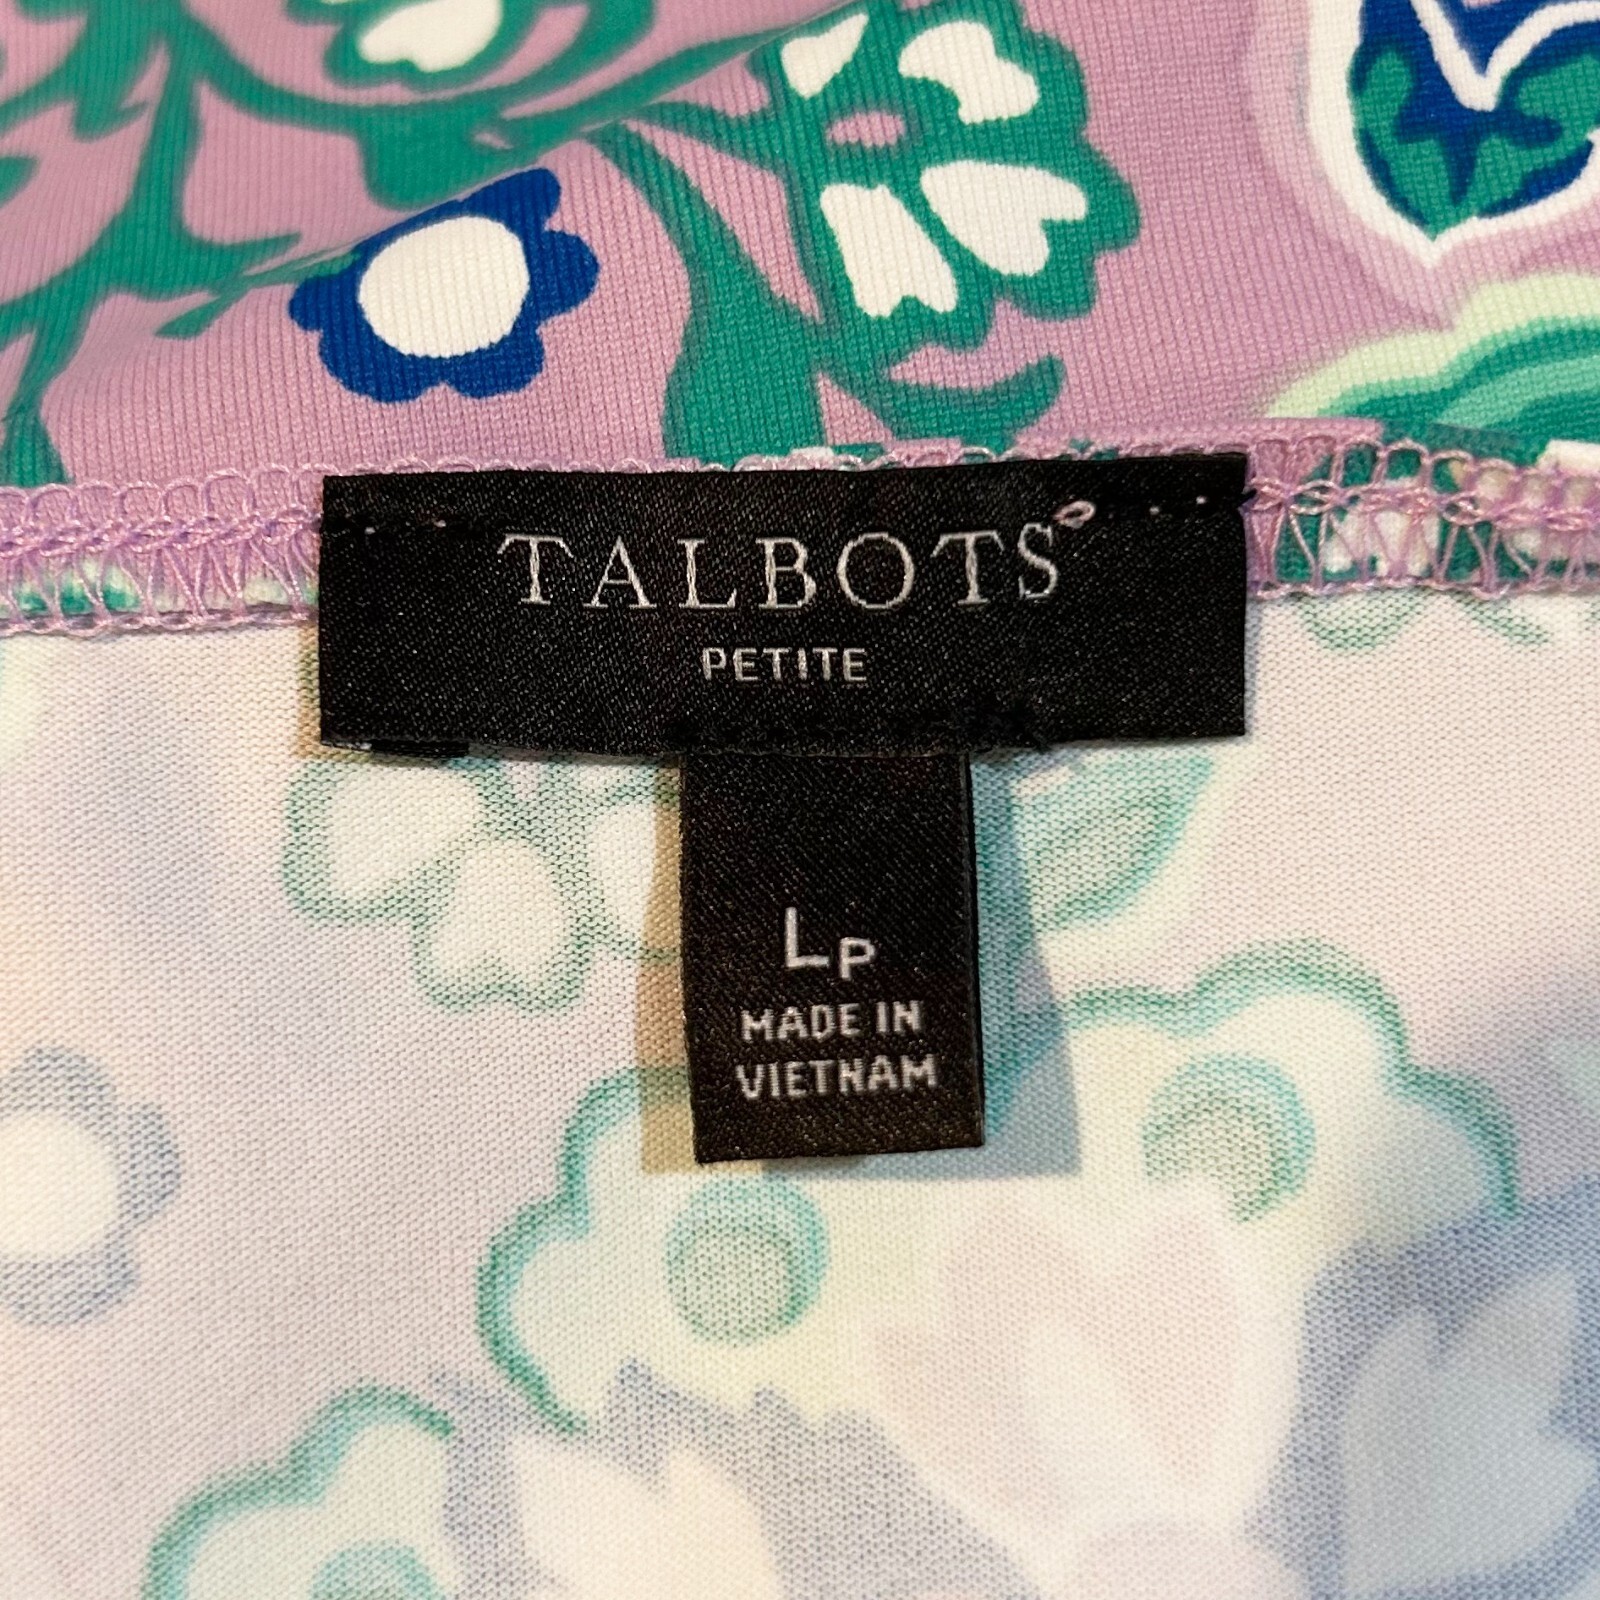 TALBOTS
PETITE
LP
MADE IN
VIETNAM